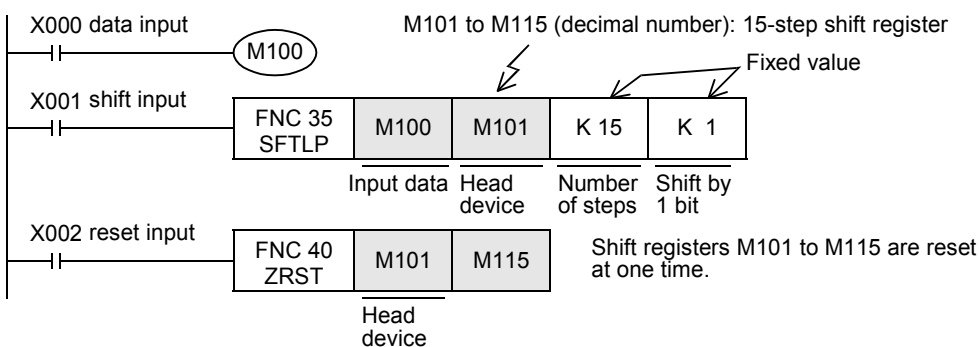 X000 data input
M101 to M115 (decimal number): 15-step shift register
M100
Fixed value
X001 shift input
FNC 35
SFTLP
M100
M101
K 15
K 1
Input data
Head
device
Number
of steps
Shift by
1 bit
X002 reset input
FNC 40
ZRST
M101
M115
Shift registers M101 to M115 are reset
at one time.
Head
device